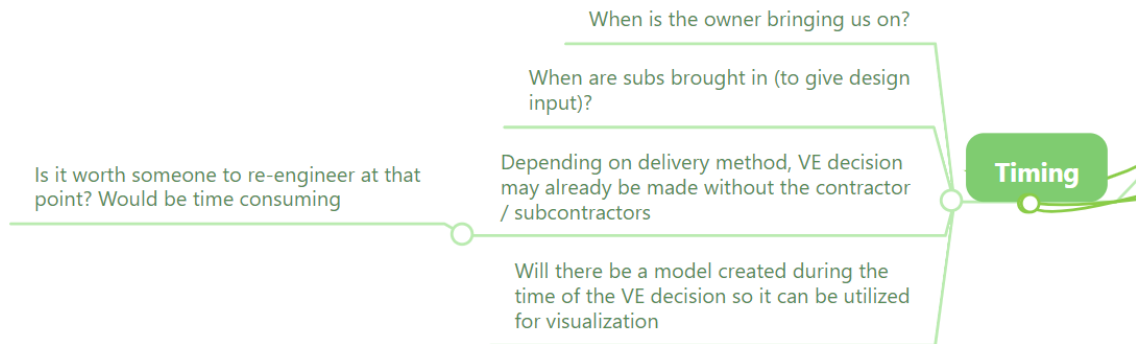 When is the owner bringing us on?
When are subs brought in (to give design
input)?
Depending on delivery method, VE decision
may already be made without the contractor
/ subcontractors
Is it worth someone to re-engineer at that
point? Would be time consuming
Will there be a model created during the
time of the VE decision so it can be utilized
for visualization
Timing